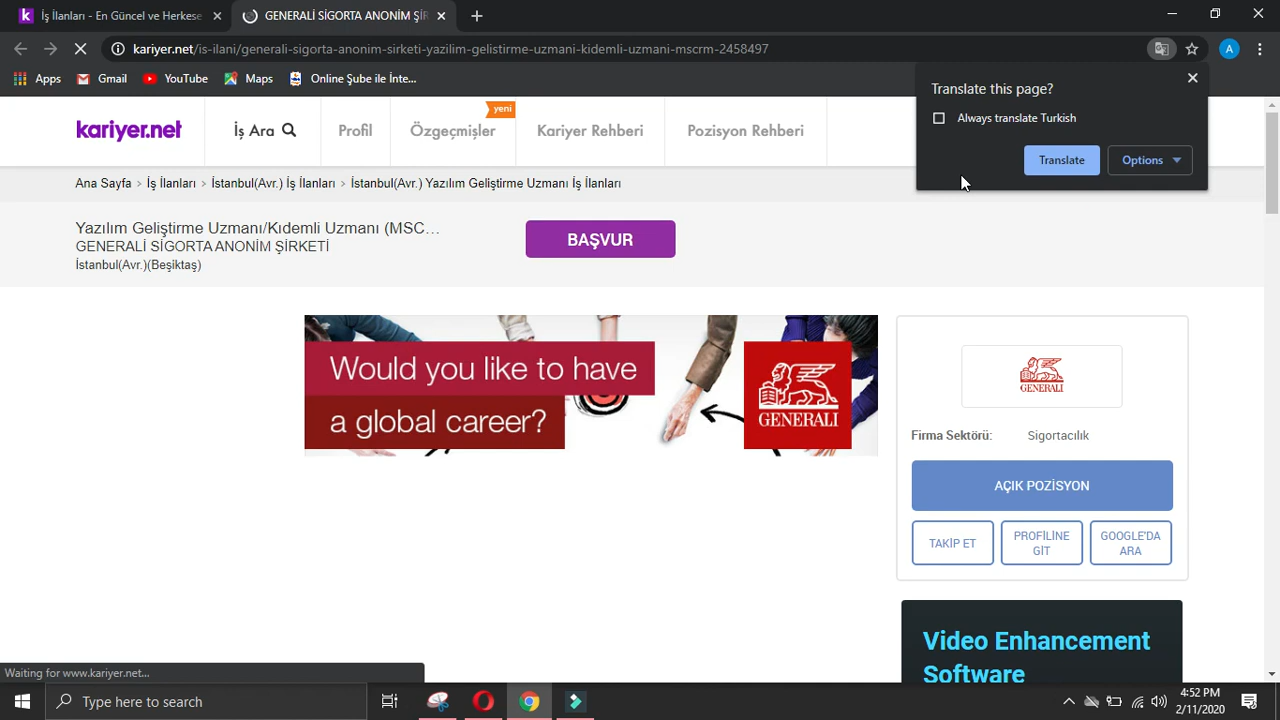 İş İlanları - En Güncel ve Herkese
GENERALİ SİGORTA ANONİM ŞİR
kariyer.net/is-ilani/generali-sigorta-anonim-sirketi-yazilim-gelistirme-uzmani-kidemli-uzmani-mscrm-2458497
A
Apps
Gmail
YouTube
Maps
Online Şube ile İnte...
Translate this page?
Always translate Turkish
Translate
Options
kariyer.net
İş Ara
Profil
yeni
Özgeçmişler
Kariyer Rehberi
Pozisyon Rehberi
Ana Sayfa > İş İlanları > İstanbul(Avr.) İş İlanları > İstanbul(Avr.) Yazılım Geliştirme Uzmanı İş İlanları
Yazılım Geliştirme Uzmanı/Kıdemli Uzmanı (MSC...
GENERALİ SİGORTA ANONİM ŞİRKETİ
İstanbul(Avr.)(Beşiktaş)
BAŞVUR
Would you like to have
a global career?
GENERALI
GENERALI
Firma Sektörü: Sigortacılık
AÇIK POZİSYON
TAKİP ET
PROFİLİNE
GİT
GOOGLE'DA
ARA
Video Enhancement
Software
Waiting for www.kariyer.net...
Type here to search
4:52 PM
2/11/2020